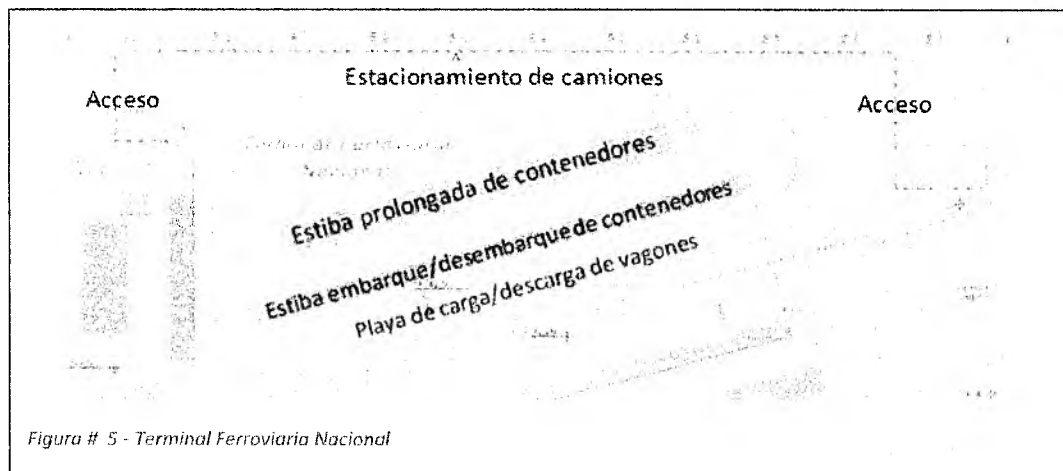 Estacionamiento de camiones
Acceso
Acceso
Estiba prolongada de contenedores
Estiba embarque/desembarque de contenedores
Playa de carga/descarga de vagones
Figura # 5 - Terminal Ferroviaria Nacional